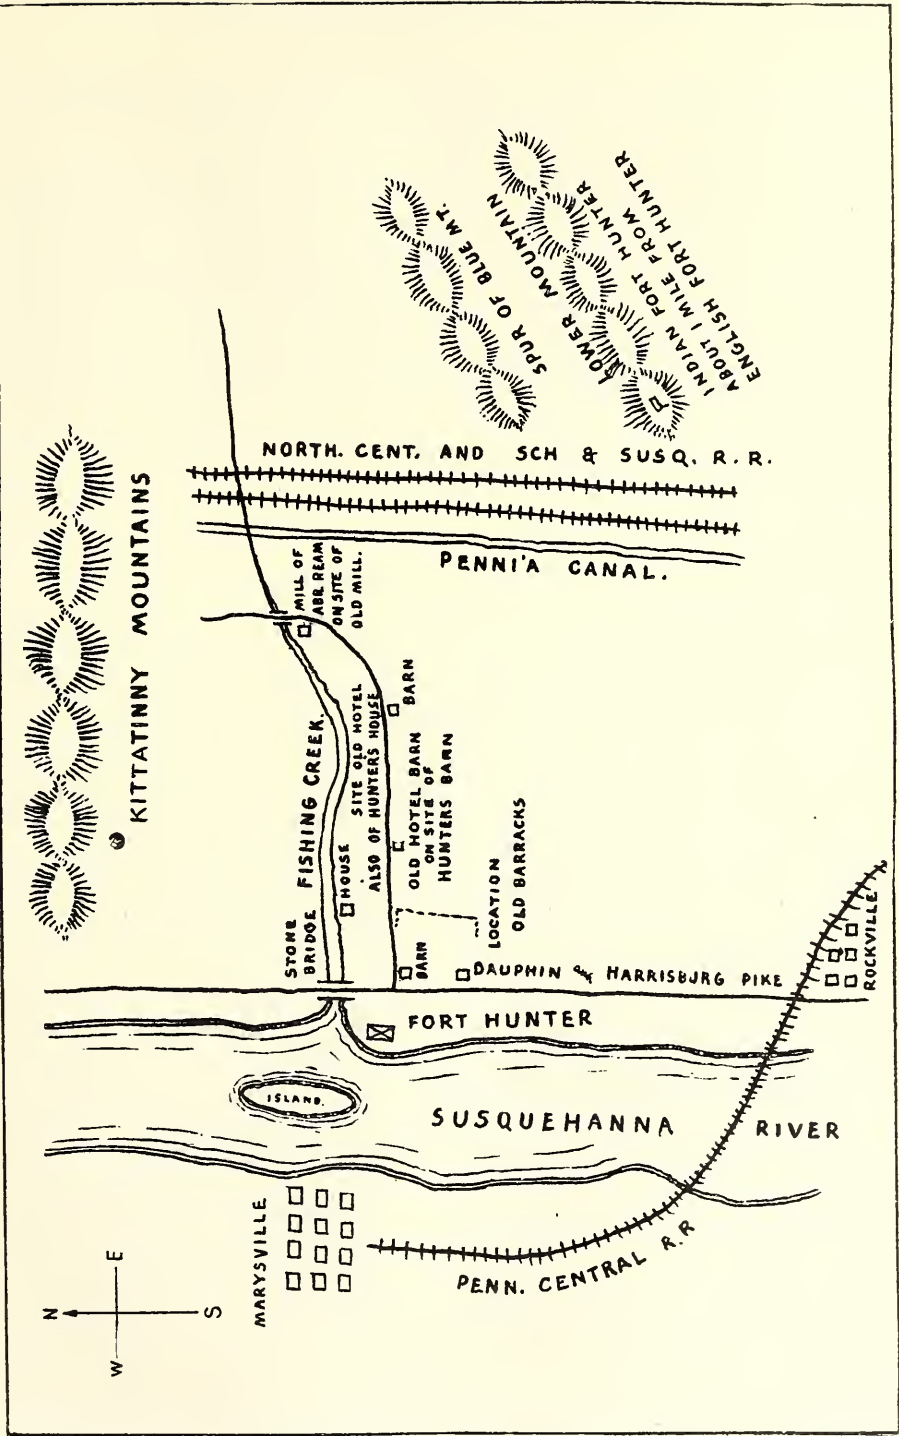 KITTATINNY MOUNTAINS
SPUR OF BLUE MT.
LOWER MOUNTAIN
INDIAN FORT HUNTER
ABOUT 1 MILE FROM
ENGLISH FORT HUNTER
NORTH. CENT. AND SCH & SUSQ. R. R.
PENNI'A CANAL.
MILL OF
ABR. REAM
ON SITE OF
OLD MILL.
FISHING CREEK.
STONE
BRIDGE
HOUSE
SITE OLD HOTEL
ALSO OF HUNTER'S HOUSE
BARN
OLD HOTEL BARN
ON SITE OF
HUNTERS BARN
LOCATION
OLD BARRACKS
BARN
DAUPHIN & HARRISBURG PIKE
ROCKVILLE
FORT HUNTER
ISLAND.
SUSQUEHANNA RIVER
MARYSVILLE
PENN. CENTRAL R.R
N
E
S
W